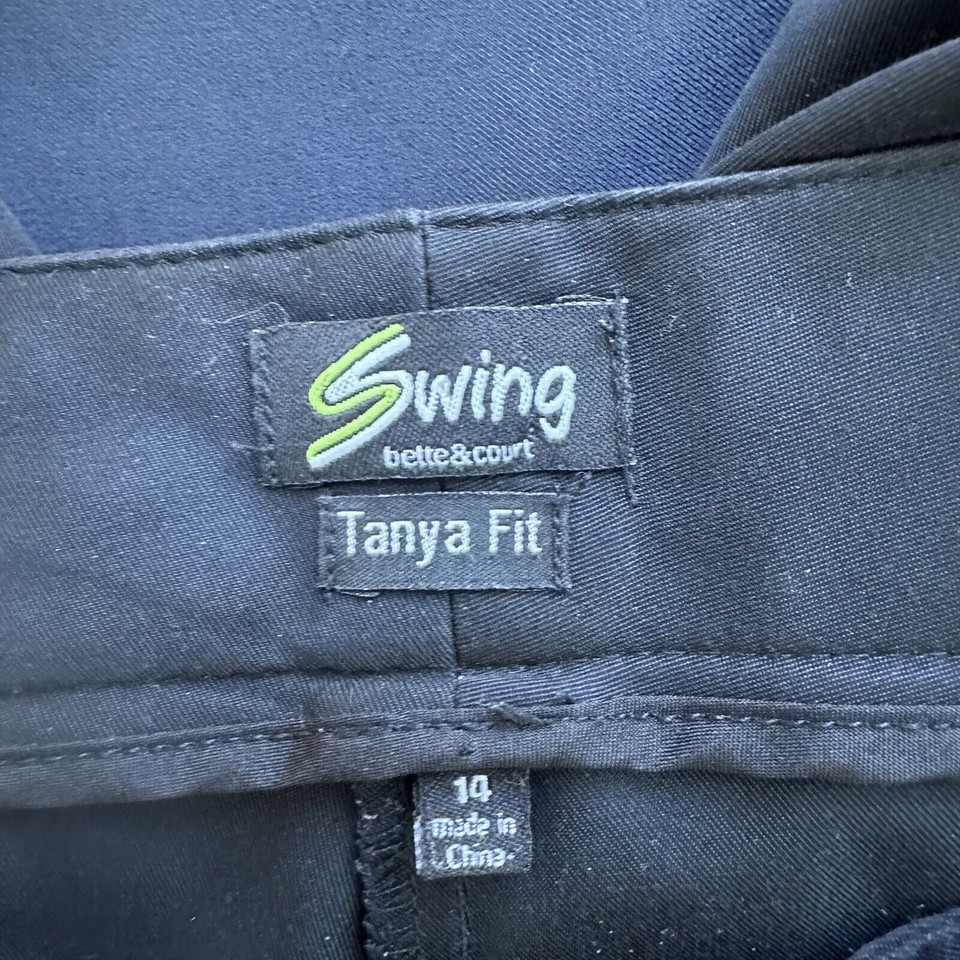 Swing
bette&court
Tanya Fit
14
made in
China